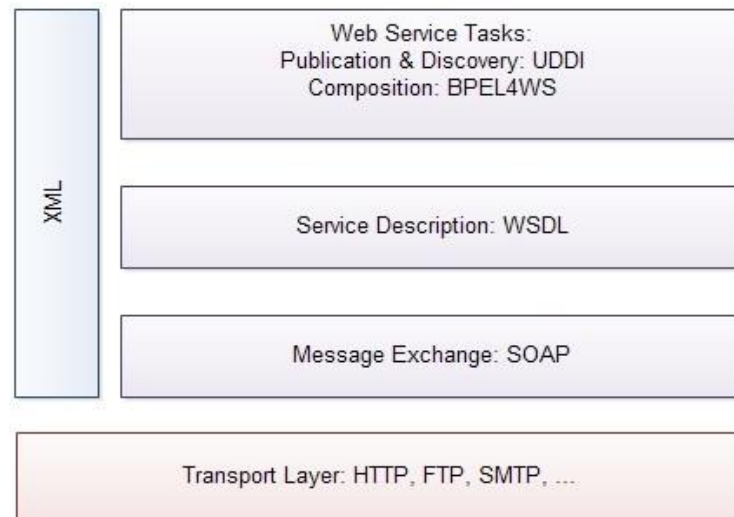 XML
Web Service Tasks:
Publication & Discovery: UDDI
Composition: BPEL4WS
Service Description: WSDL
Message Exchange: SOAP
Transport Layer: HTTP, FTP, SMTP, ...